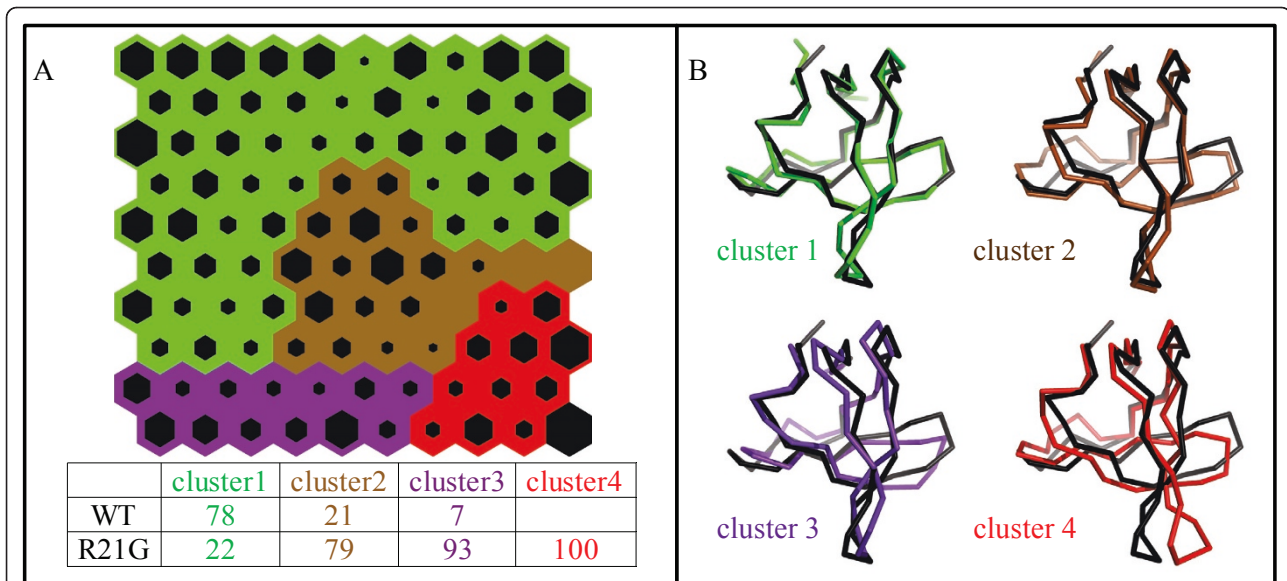 A
cluster1 cluster2 cluster3 cluster4
WT 78 21 7
R21G 22 79 93 100
B
cluster 1
cluster 2
cluster 3
cluster 4